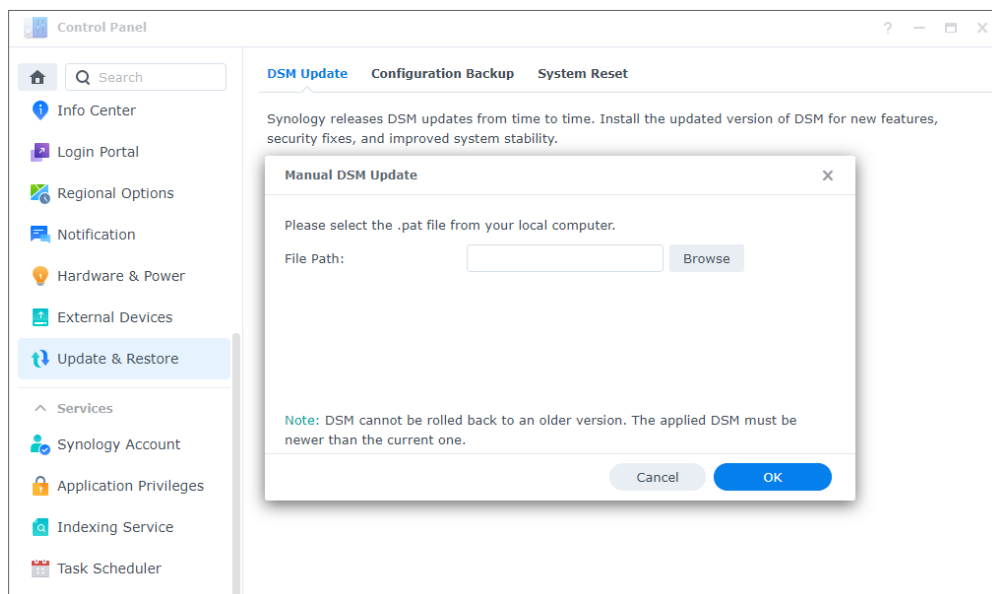 Control Panel
?
Search
Info Center
Login Portal
Regional Options
Notification
Hardware & Power
External Devices
Update & Restore
Services
Synology Account
Application Privileges
Indexing Service
Task Scheduler
DSM Update Configuration Backup System Reset
Synology releases DSM updates from time to time. Install the updated version of DSM for new features,
security fixes, and improved system stability.
Manual DSM Update
Please select the .pat file from your local computer.
File Path: Browse
Note: DSM cannot be rolled back to an older version. The applied DSM must be
newer than the current one.
Cancel OK